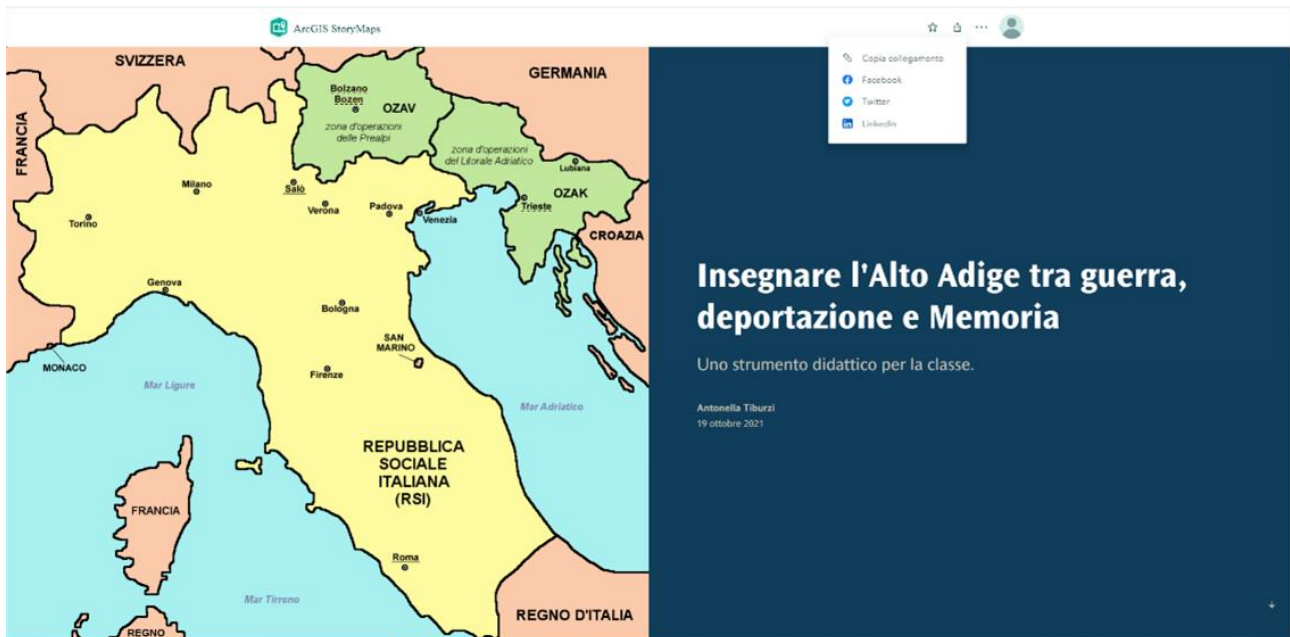 ArcGIS StoryMaps
Copia collegamento
Facebook
Twitter
LinkedIn
SVIZZERA
GERMANIA
FRANCIA
Bolzano
Bozen
OZAV
zona d'operazioni
delle Prealpi
zona d'operazioni
del Litorale Adriatico
Lubiana
OZAK
Milano
Salò
Torino
Verona
Padova
Venezia
Trieste
CROAZIA
Genova
Bologna
SAN
MARINO
MONACO
Firenze
Mar Ligure
Mar Adriatico
REPUBBLICA
SOCIALE
ITALIANA
(RSI)
FRANCIA
Roma
Mar Tirreno
REGNO D'ITALIA
REGNO
Insegnare l'Alto Adige tra guerra,
deportazione e Memoria
Uno strumento didattico per la classe.
Antonella Tiburzi
19 ottobre 2021